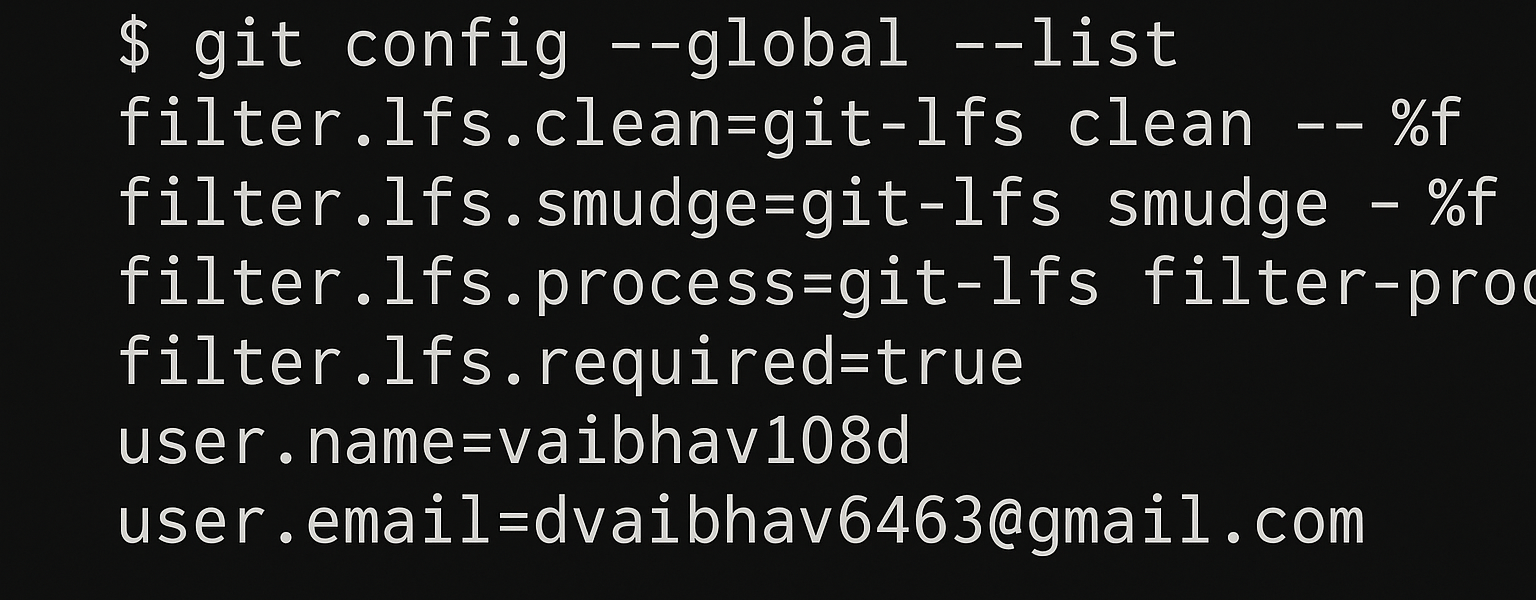 $ git config --global --list
filter.lfs.clean=git-lfs clean -- %f
filter.lfs.smudge=git-lfs smudge - %f
filter.lfs.process=git-lfs filter-proc
filter.lfs.required=true
user.name=vaibhav108d
user.email=dvaibhav6463@gmail.com